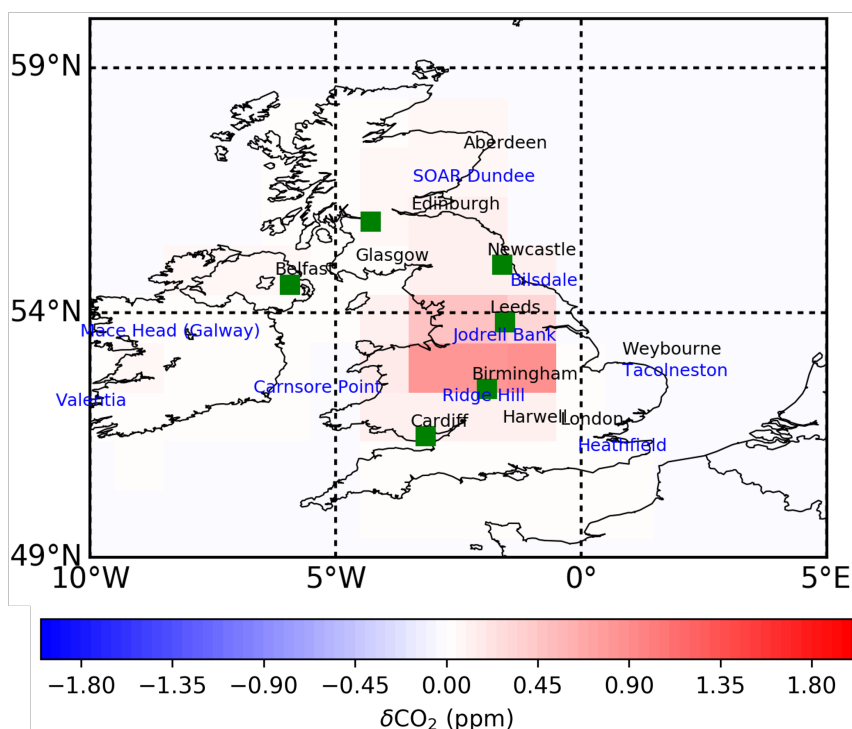 59°N
Aberdeen
SOAR Dundee
Edinburgh
Newcastle
Glasgow
Belfast
Bilsdale
54°N
Leeds
Mace Head (Galway)
Jodrell Bank
Weybourne
Tacolneston
Birmingham
Carnsore Point
Ridge Hill
Valentia
Cardiff
Harwell
London
Heathfield
49°N
10°W 5°W 0° 5°E
−1.80 −1.35 −0.90 −0.45 0.00 0.45 0.90 1.35 1.80
δCO₂ (ppm)